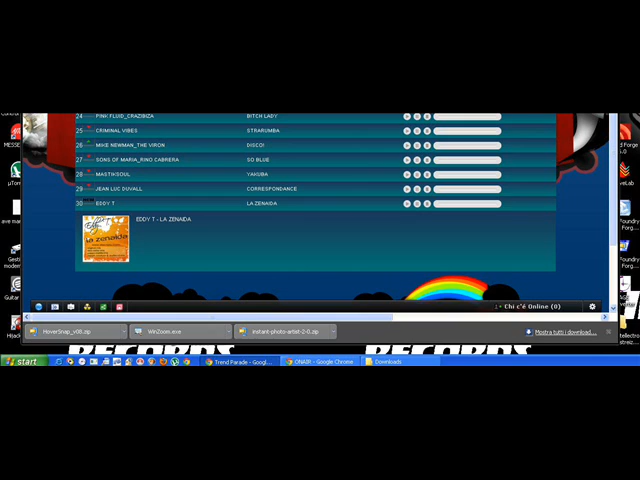 24 PINK FLUID_CRAZIBIZA BITCH LADY
25 CRIMINAL VIBES STRARUMBA
26 MIKE NEWMAN_THE VIRON DISCO!
27 SONS OF MARIA_RINO CABRERA SO BLUE
28 MASTIKSOUL YAKUBA
29 JEAN LUC DUVALL CORRESPONDANCE
30 EDDY T LA ZENAIDA
EDDY T - LA ZENAIDA
la zenaida
Chi c'é Online (0)
HoverSnap_v08.zip WinZoom.exe instant-photo-artist-2-0.zip Mostra tutti i download...
RECORDS RECORDS
start Trend Parade - Googl... ONAIR - Google Chrome Downloads